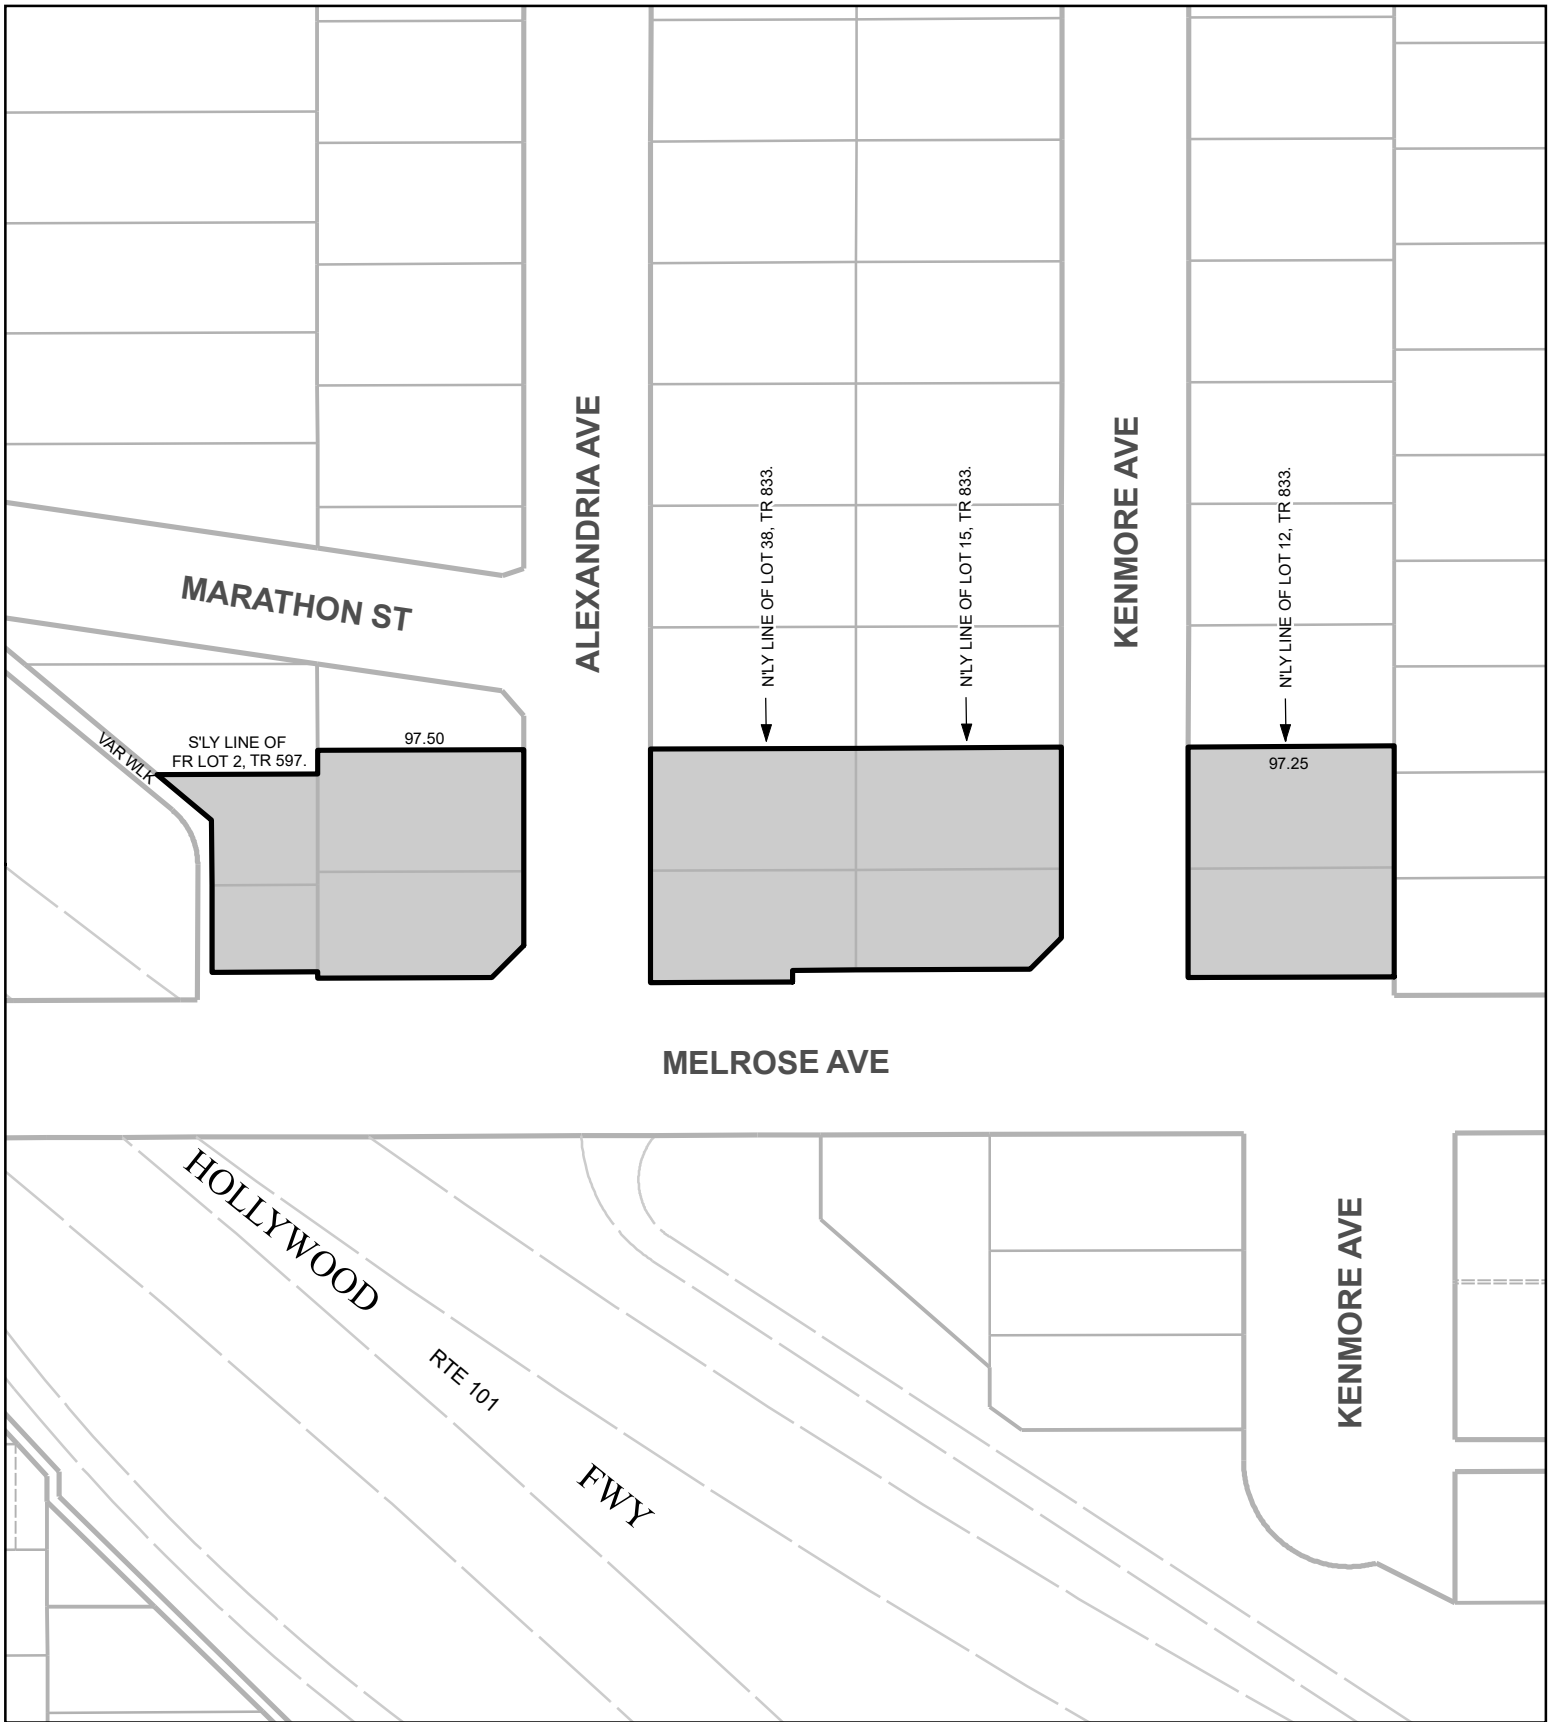 ALEXANDRIA AVE
KENMORE AVE
N'LY LINE OF LOT 38, TR 833.
N'LY LINE OF LOT 15, TR 833.
N'LY LINE OF LOT 12, TR 833.
MARATHON ST
VAR WLK
S'LY LINE OF
FR LOT 2, TR 597.
97.50
97.25
MELROSE AVE
HOLLYWOOD
RTE 101
FWY
KENMORE AVE